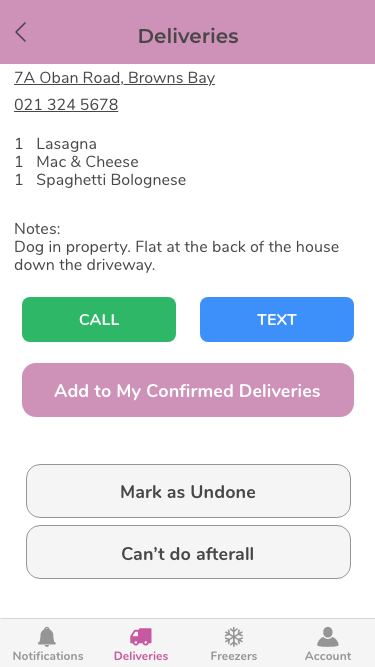 Deliveries
7A Oban Road, Browns Bay
021 324 5678
1 Lasagna
1 Mac & Cheese
1 Spaghetti Bolognese
Notes:
Dog in property. Flat at the back of the house
down the driveway.
CALL TEXT
Add to My Confirmed Deliveries
Mark as Undone
Can’t do afterall
Notifications Deliveries Freezers Account